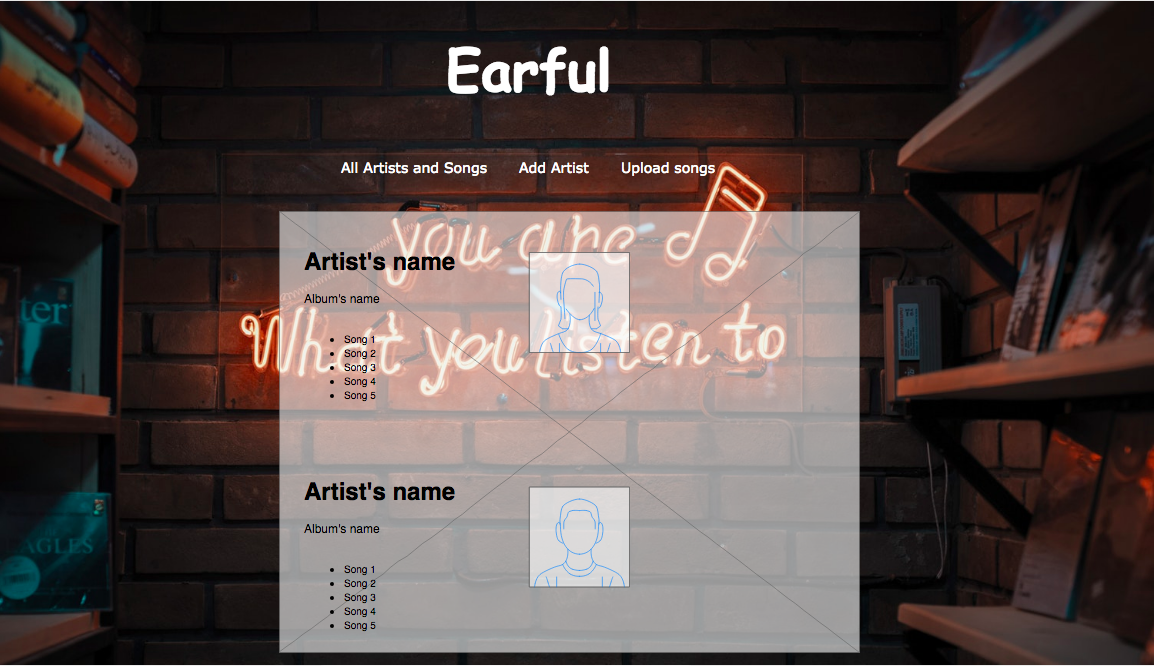 Earful
All Artists and Songs Add Artist Upload songs
you are
What you listen to
Artist's name
Album's name
Song 1
Song 2
Song 3
Song 4
Song 5
Artist's name
Album's name
Song 1
Song 2
Song 3
Song 4
Song 5
EAGLES